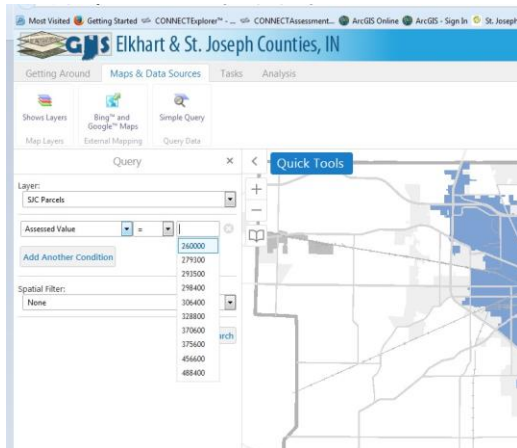 Most Visited Getting Started CONNECTExplorer™ - ... CONNECTAssessment... ArcGIS Online ArcGIS - Sign In St. Joseph
GIS Elkhart & St. Joseph Counties, IN
Getting Around Maps & Data Sources Tasks Analysis
Shows Layers Bing™ and Google™ Maps Simple Query
Map Layers External Mapping Query Data
Query × < Quick Tools
Layer:
SJC Parcels
Assessed Value =
Add Another Condition
260000
279300
293500
298400
306400
328800
370600
375600
456600
488400
Spatial Filter:
None
rch